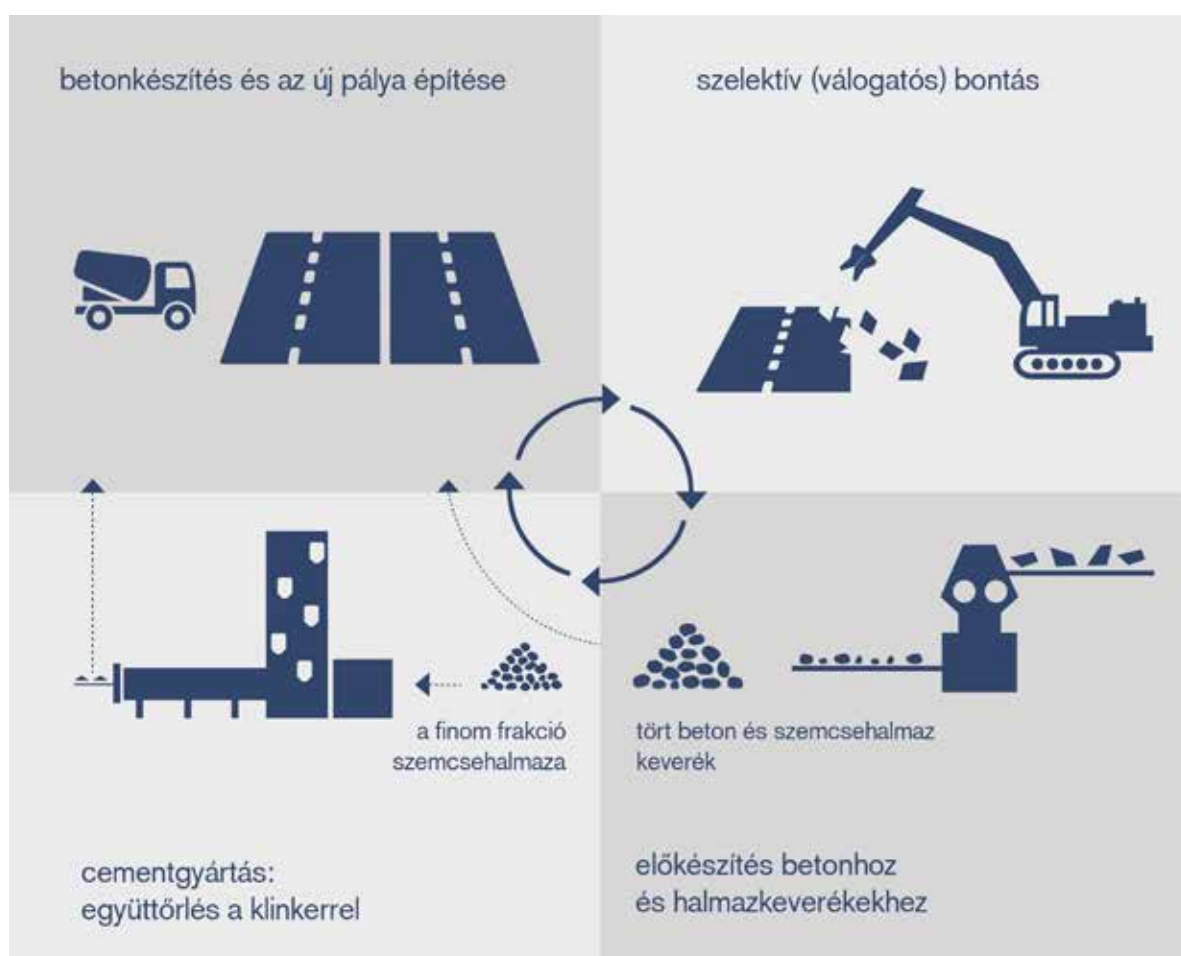 betonkészítés és az új pálya építése
szelektív (válogatós) bontás
a finom frakció
szemcsehalmaza
tört beton és szemcsehalmaz
keverék
cementgyártás:
együttőrlés a klinkerrel
előkészítés betonhoz
és halmazkeverékekhez